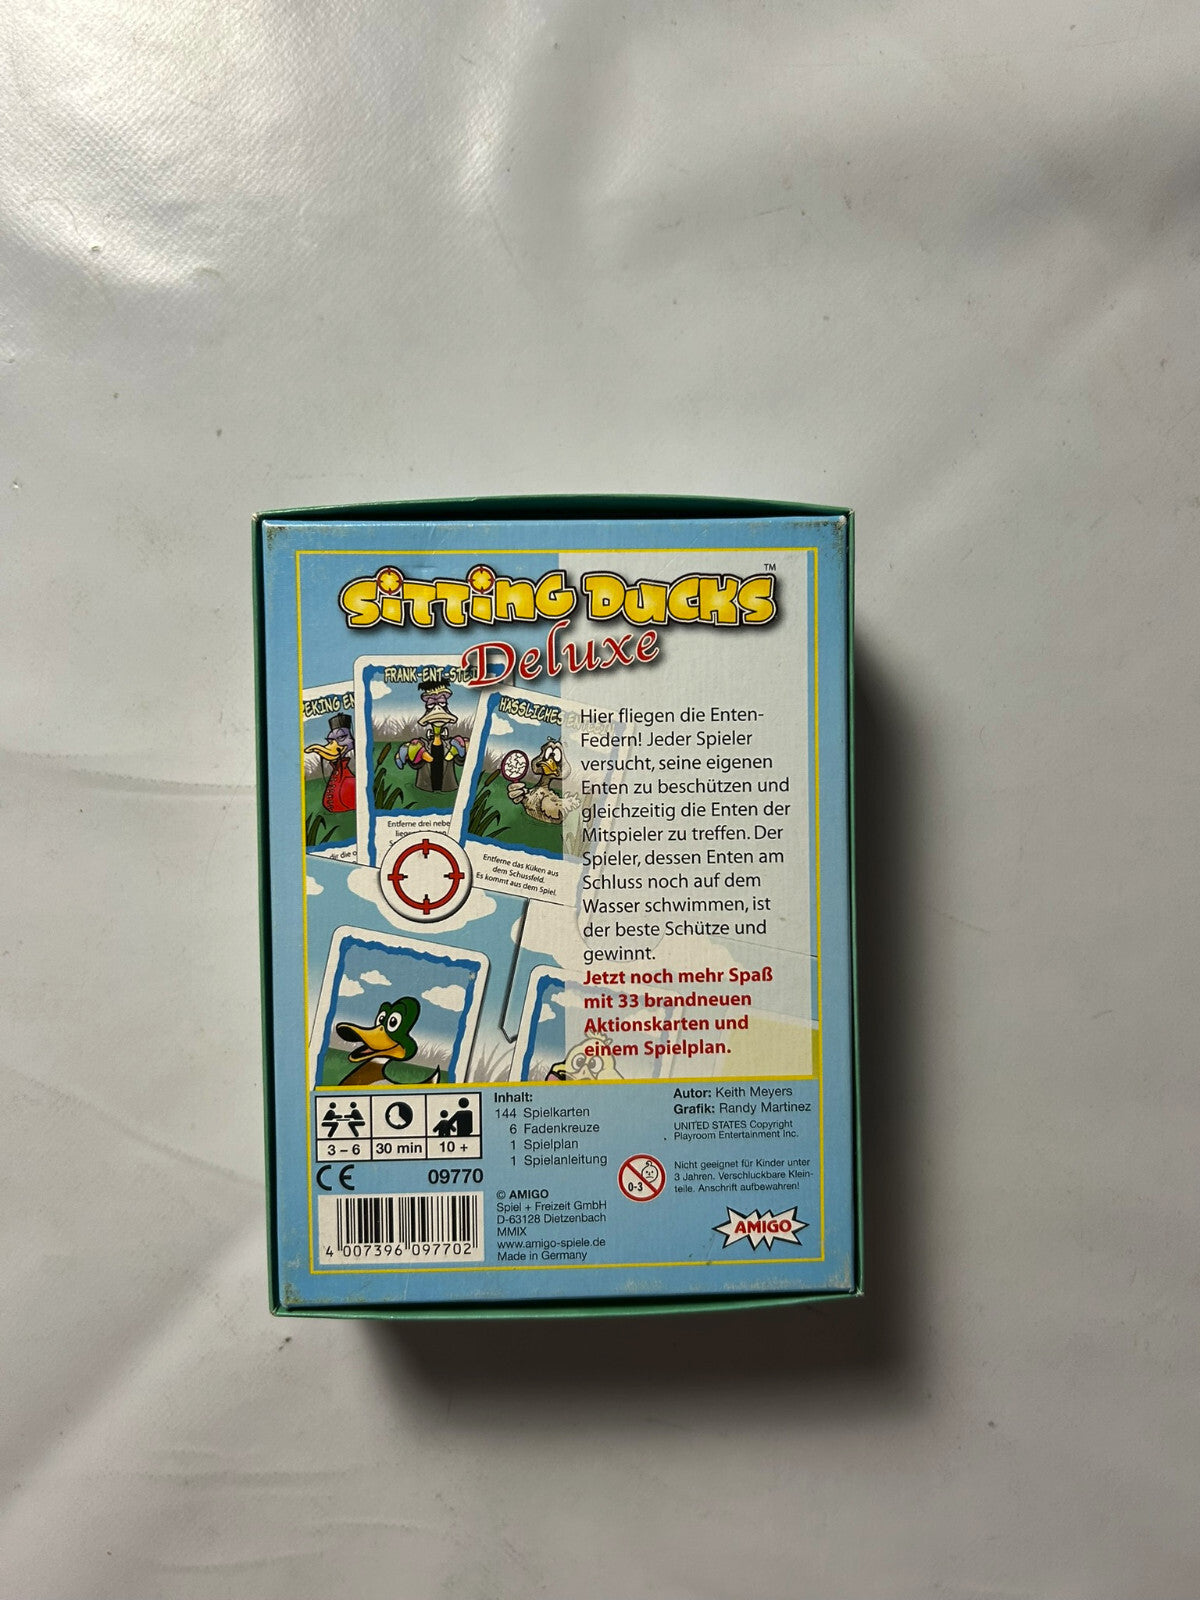 SITTING DUCKS™
Deluxe
FRANK-ENT-STE
EKING EN
HÄSSLICHES
Entferne drei nebe
Entferne das Küken aus
dem Schussfeld.
Es kommt aus dem Spiel.
Hier fliegen die Enten-
Federn! Jeder Spieler
versucht, seine eigenen
Enten zu beschützen und
gleichzeitig die Enten der
Mitspieler zu treffen. Der
Spieler, dessen Enten am
Schluss noch auf dem
Wasser schwimmen, ist
der beste Schütze und
gewinnt.
Jetzt noch mehr Spaß
mit 33 brandneuen
Aktionskarten und
einem Spielplan.
3 – 6
30 min
10 +
CE
09770
4 007396 097702
Inhalt:
144 Spielkarten
6 Fadenkreuze
1 Spielplan
1 Spielanleitung
© AMIGO
Spiel + Freizeit GmbH
D-63128 Dietzenbach
MMIX
www.amigo-spiele.de
Made in Germany
Autor: Keith Meyers
Grafik: Randy Martinez
UNITED STATES Copyright
Playroom Entertainment Inc.
0-3
Nicht geeignet für Kinder unter
3 Jahren. Verschluckbare Klein-
teile. Anschrift aufbewahren!
AMIGO